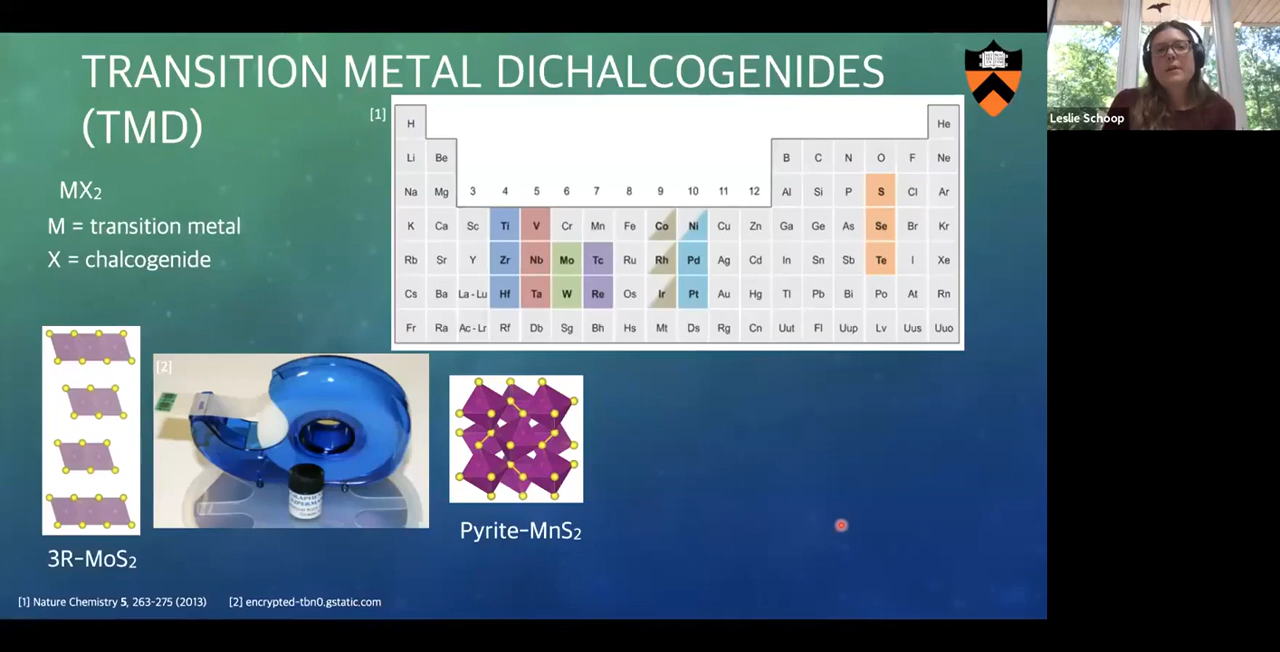 TRANSITION METAL DICHALCOGENIDES
(TMD)
[1]
MX2
M = transition metal
X = chalcogenide
H He
Li Be B C N O F Ne
Na Mg 3 4 5 6 7 8 9 10 11 12 Al Si P S Cl Ar
K Ca Sc Ti V Cr Mn Fe Co Ni Cu Zn Ga Ge As Se Br Kr
Rb Sr Y Zr Nb Mo Tc Ru Rh Pd Ag Cd In Sn Sb Te I Xe
Cs Ba La - Lu Hf Ta W Re Os Ir Pt Au Hg Tl Pb Bi Po At Rn
Fr Ra Ac - Lr Rf Db Sg Bh Hs Mt Ds Rg Cn Uut Fl Uup Lv Uus Uuo
[2]
3R-MoS2
Pyrite-MnS2
[1] Nature Chemistry 5, 263-275 (2013) [2] encrypted-tbn0.gstatic.com
Leslie Schoop